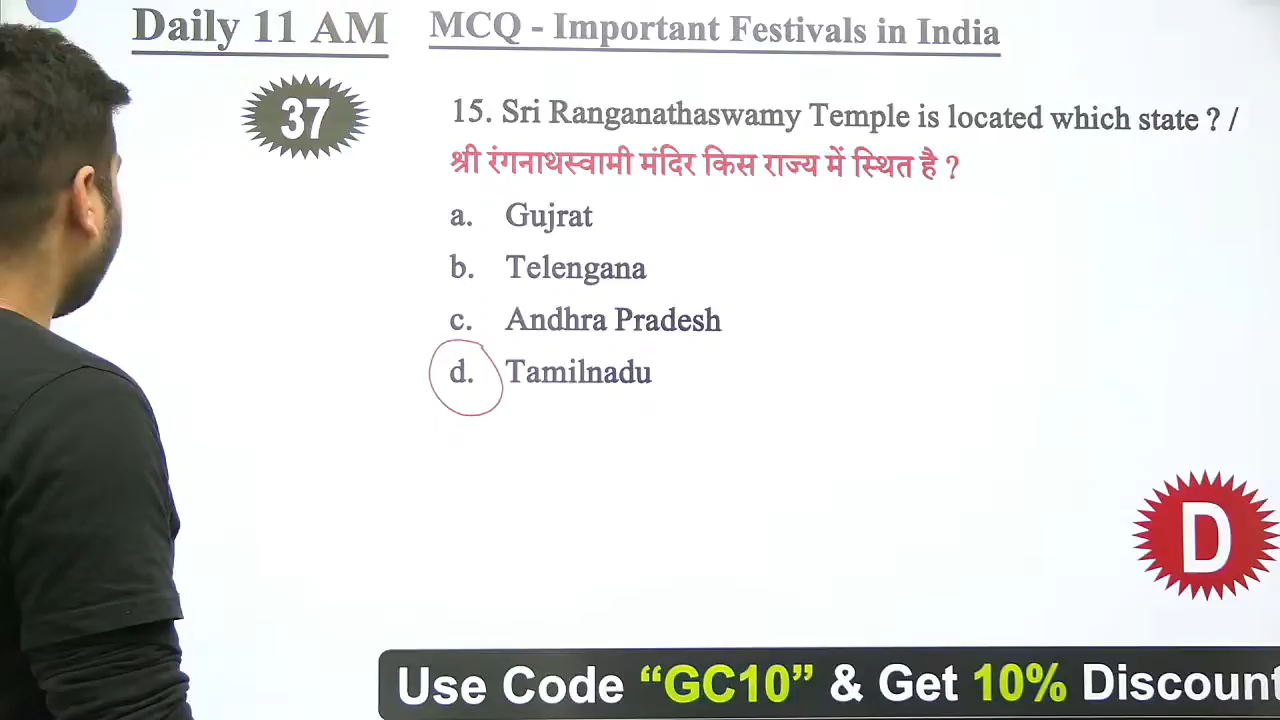 Daily 11 AM
MCQ - Important Festivals in India
37
15. Sri Ranganathaswamy Temple is located which state ? /
श्री रंगनाथस्वामी मंदिर किस राज्य में स्थित है ?
a. Gujrat
b. Telengana
c. Andhra Pradesh
d. Tamilnadu
D
Use Code “GC10” & Get 10% Discount